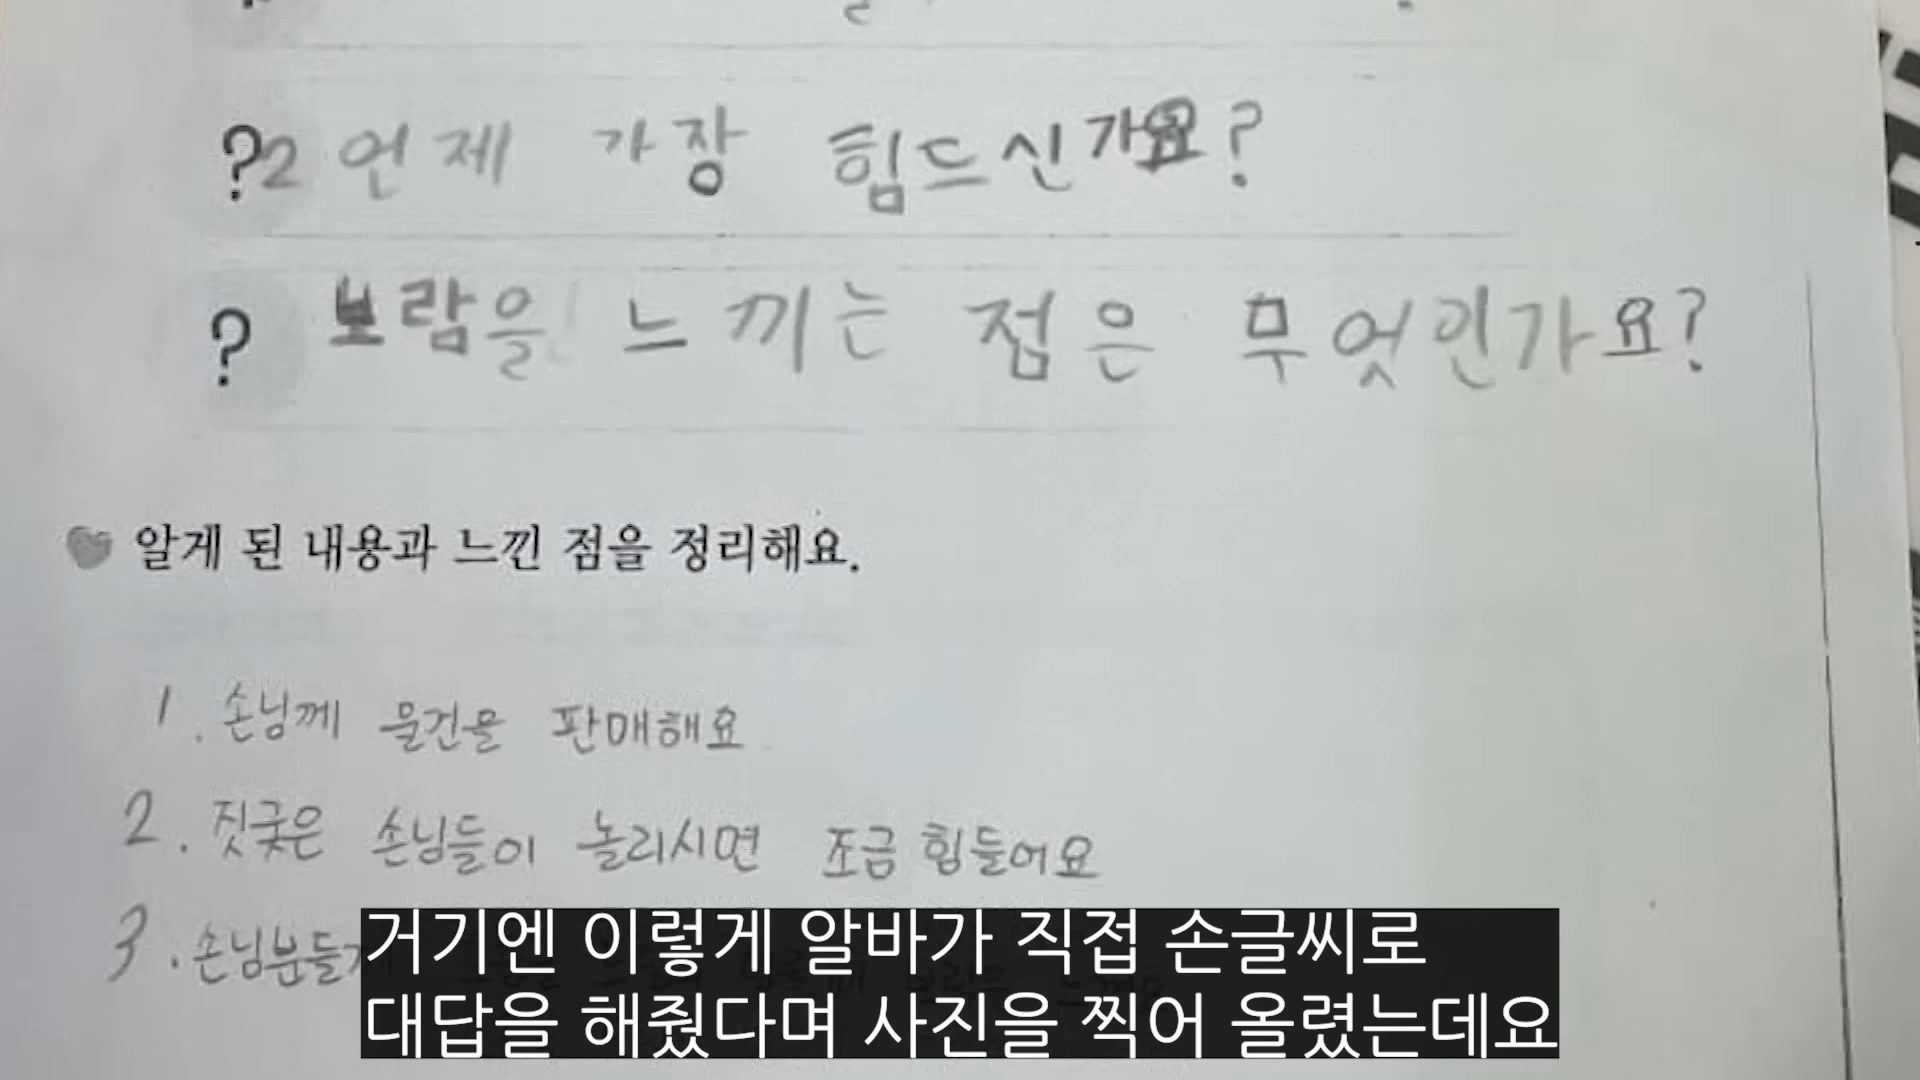 ?2 언제 가장 힘드신가요?
? 보람을 느끼는 점은 무엇인가요?
알게 된 내용과 느낀 점을 정리해요.
1. 손님께 물건을 판매해요
2. 짓궂은 손님들이 놀리시면 조금 힘들어요
3. 손님분들께
거기엔 이렇게 알바가 직접 손글씨로
대답을 해줬다며 사진을 찍어 올렸는데요